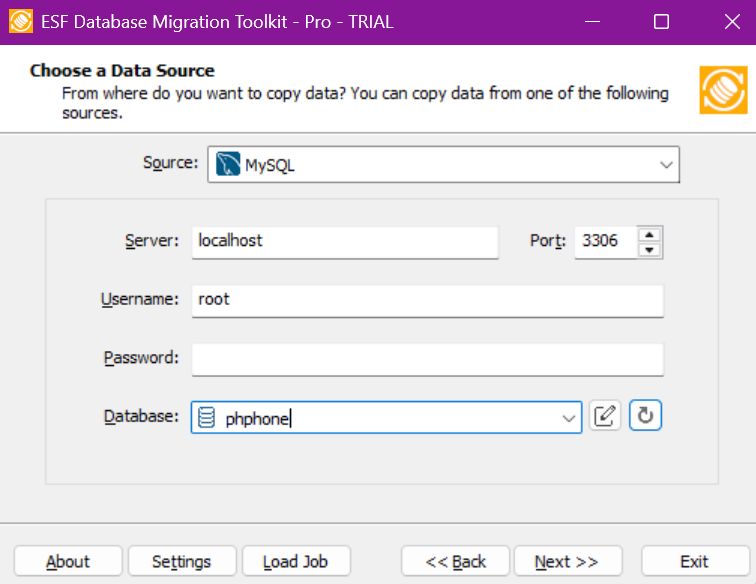 ESF Database Migration Toolkit - Pro - TRIAL
Choose a Data Source
From where do you want to copy data? You can copy data from one of the following
sources.
Source: MySQL
Server: localhost Port: 3306
Username: root
Password:
Database: phphone
About Settings Load Job << Back Next >> Exit